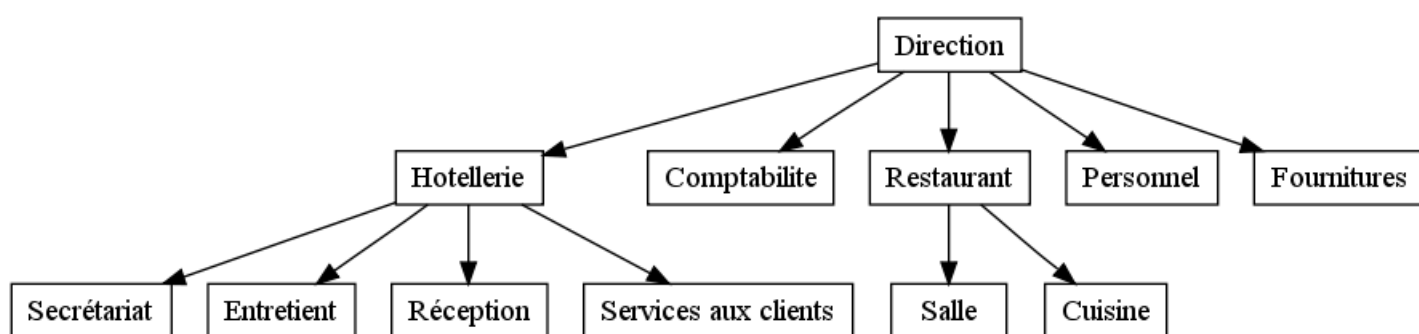 Direction
Hotellerie
Comptabilite
Restaurant
Personnel
Fournitures
Secrétariat
Entretient
Réception
Services aux clients
Salle
Cuisine